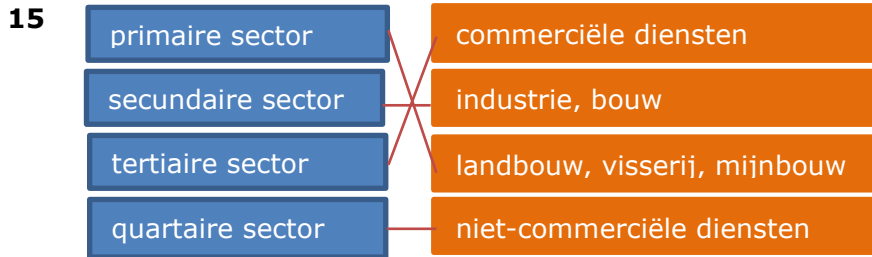 15
primaire sector
commerciële diensten
secundaire sector
industrie, bouw
tertiaire sector
landbouw, visserij, mijnbouw
quartaire sector
niet-commerciële diensten